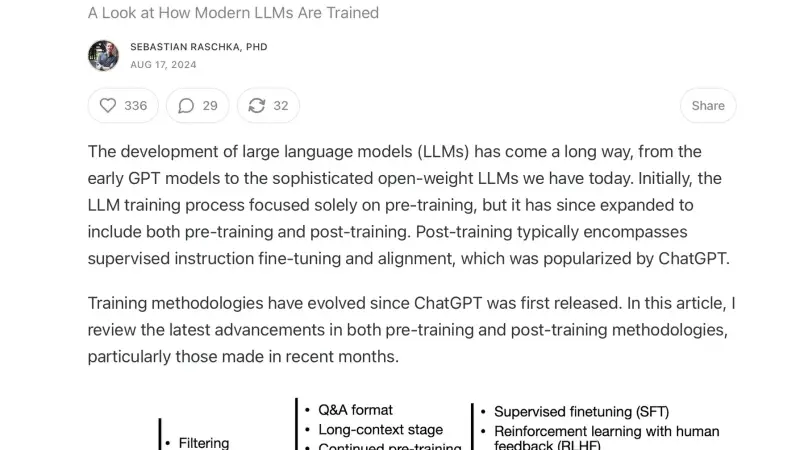 A Look at How Modern LLMs Are Trained
SEBASTIAN RASCHKA, PHD
AUG 17, 2024
336
29
32
Share
The development of large language models (LLMs) has come a long way, from the
early GPT models to the sophisticated open-weight LLMs we have today. Initially, the
LLM training process focused solely on pre-training, but it has since expanded to
include both pre-training and post-training. Post-training typically encompasses
supervised instruction fine-tuning and alignment, which was popularized by ChatGPT.
Training methodologies have evolved since ChatGPT was first released. In this article, I
review the latest advancements in both pre-training and post-training methodologies,
particularly those made in recent months.
• Filtering
• Q&A format
• Long-context stage
• Continued pre-training
• Supervised finetuning (SFT)
• Reinforcement learning with human
feedback (RLHF)